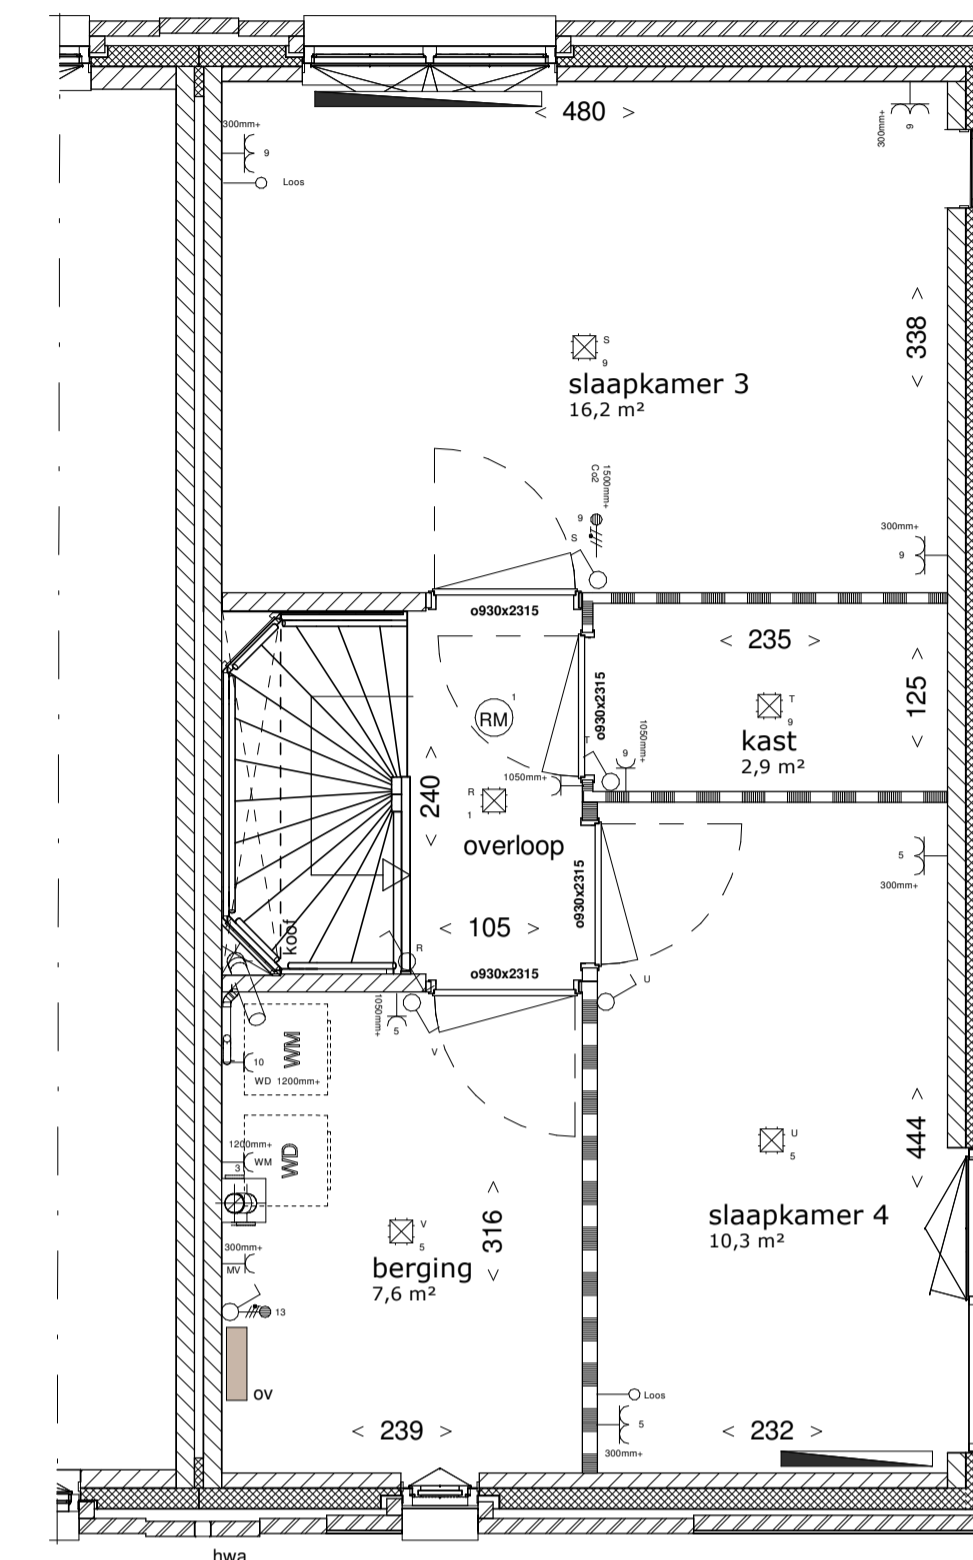 < 480 >
300mm+
9
Loos
300mm+
9
< 338 >
S
9
slaapkamer 3
16,2 m²
1500mm+
Co2
9
S
300mm+
9
o930x2315
< 235 >
< 125 >
o930x2315
RM
1
T
9
kast
2,9 m²
T
9
1050mm+
1050mm+
< 240 >
R
1
overloop
o930x2315
5
300mm+
< 105 >
koof
R
o930x2315
U
1050mm+
5
V
WM
10
WD 1200mm+
WD
1200mm+
WM
3
< 444 >
U
5
slaapkamer 4
10,3 m²
< 316 >
V
5
berging
7,6 m²
300mm+
MV
13
ov
Loos
5
300mm+
< 239 >
< 232 >
hwa